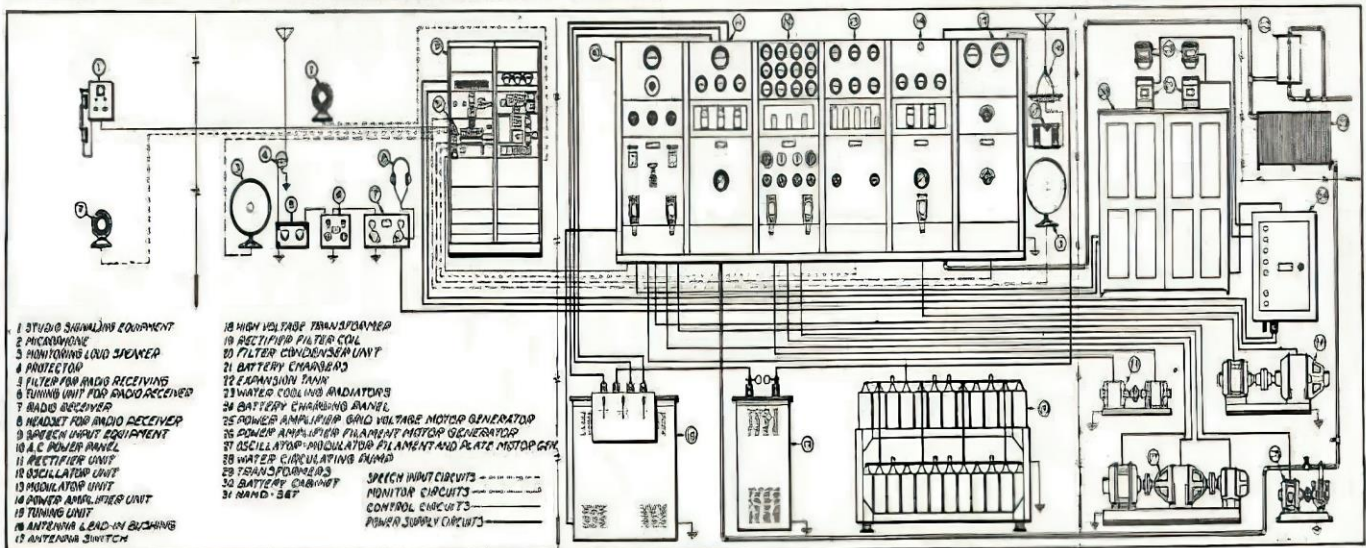 1 STUDIO SIGNALING EQUIPMENT
2 MICROPHONE
3 MONITORING LOUD SPEAKER
4 PROTECTOR
5 FILTER FOR RADIO RECEIVING
6 TUNING UNIT FOR RADIO RECEIVER
7 RADIO RECEIVER
8 HEADSET FOR RADIO RECEIVER
9 SPEECH INPUT EQUIPMENT
10 A.C POWER PANEL
11 RECTIFIER UNIT
12 OSCILLATOR UNIT
13 MODULATOR UNIT
14 POWER AMPLIFIER UNIT
15 TUNING UNIT
16 ANTENNA LEAD-IN BUSHING
17 ANTENNA SWITCH
18 HIGH VOLTAGE TRANSFORMER
19 RECTIFIER FILTER COIL
20 FILTER CONDENSER UNIT
21 BATTERY CHARGERS
22 EXPANSION TANK
23 WATER COOLING RADIATORS
24 BATTERY CHARGING PANEL
25 POWER AMPLIFIER GRID VOLTAGE MOTOR GENERATOR
26 POWER AMPLIFIER FILAMENT MOTOR GENERATOR
27 OSCILLATOR-MODULATOR FILAMENT AND PLATE MOTOR GEN
28 WATER CIRCULATING PUMP
29 TRANSFORMERS
30 BATTERY CABINET
31 HAND-SET
SPEECH INPUT CIRCUITS
MONITOR CIRCUITS
CONTROL CIRCUITS
POWER SUPPLY CIRCUITS